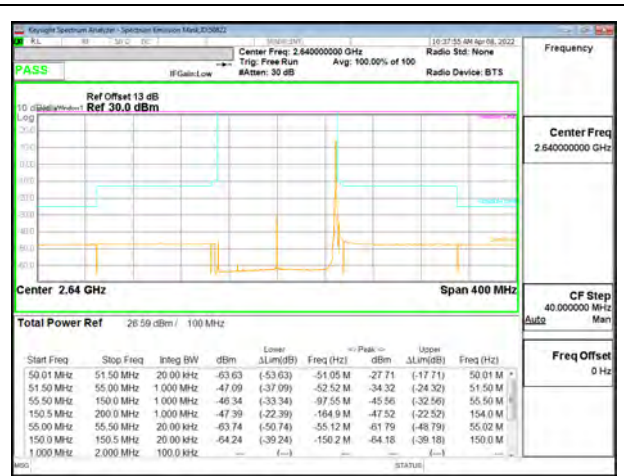 Keysight Spectrum Analyzer - Spectrum Emission Mask,ID50822
RL
SENSE:INT
10:37:55 AM Apr 08, 2022
Center Freq: 2.640000000 GHz
Radio Std: None
Frequency
PASS
Trig: Free Run
Avg: 100.00% of 100
IFGain:Low
#Atten: 30 dB
Radio Device: BTS
Ref Offset 13 dB
10 dB
Ref 30.0 dBm
Log
Center Freq
2.640000000 GHz
Center 2.64 GHz
Span 400 MHz
CF Step
40.000000 MHz
Auto Man
Total Power Ref 26.59 dBm / 100 MHz
Lower <-> Peak <-> Upper
Start Freq Stop Freq Integ BW dBm ΔLim(dB) Freq (Hz) dBm ΔLim(dB) Freq (Hz)
Freq Offset
0 Hz
50.01 MHz 51.50 MHz 20.00 kHz -63.63 (-53.63) -51.05 M -27.71 (-17.71) 50.01 M
51.50 MHz 55.00 MHz 1.000 MHz -47.09 (-37.09) -52.52 M -34.32 (-24.32) 51.50 M
55.50 MHz 150.0 MHz 1.000 MHz -46.34 (-33.34) -97.55 M -45.56 (-32.56) 55.50 M
150.5 MHz 200.0 MHz 1.000 MHz -47.39 (-22.39) -164.9 M -47.52 (-22.52) 154.0 M
55.00 MHz 55.50 MHz 20.00 kHz -63.74 (-50.74) -55.12 M -61.79 (-48.79) 55.02 M
150.0 MHz 150.5 MHz 20.00 kHz -64.24 (-39.24) -150.2 M -64.18 (-39.18) 150.0 M
1.000 MHz 2.000 MHz 100.0 kHz --- (---) --- --- (---) ---
MSG
STATUS